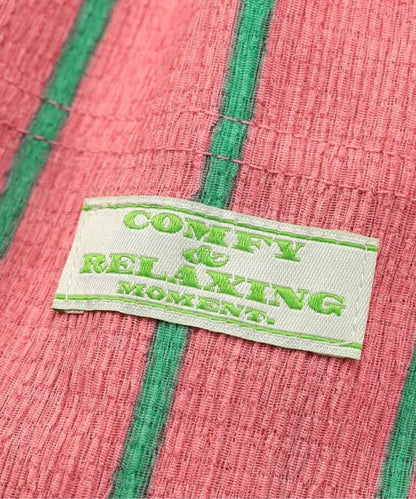 COMFY
&
RELAXING
MOMENT.